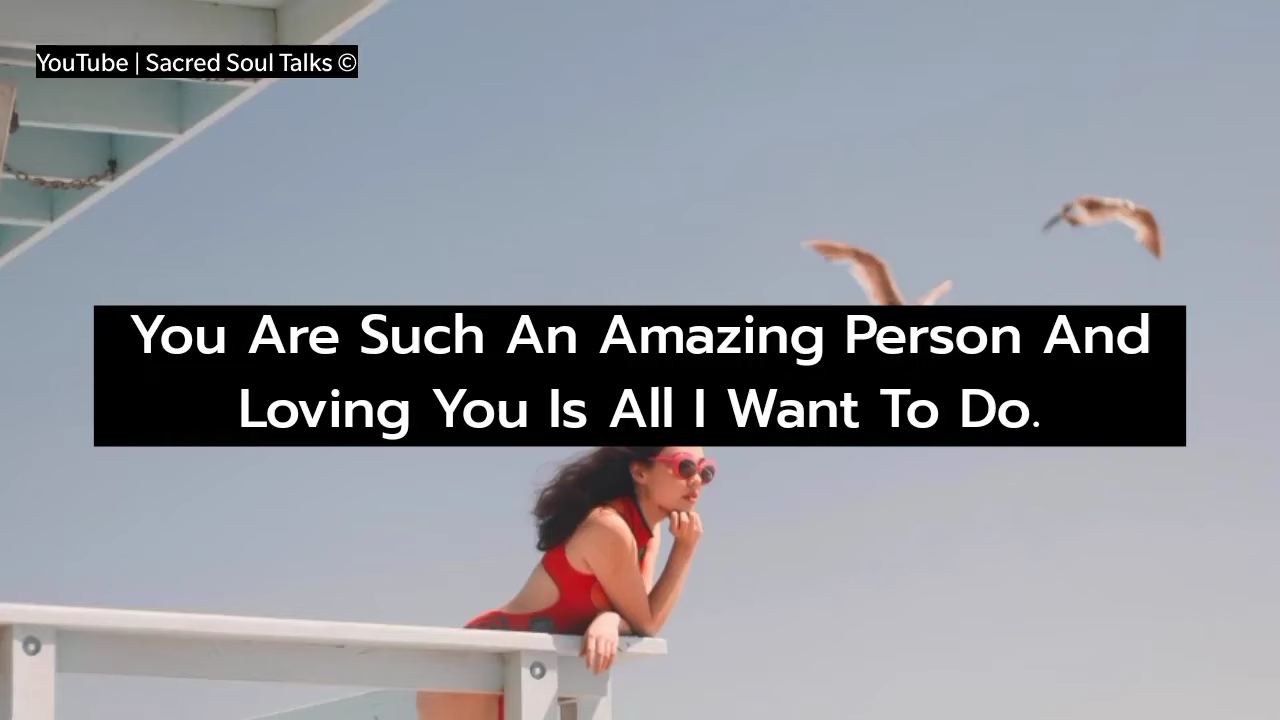 YouTube | Sacred Soul Talks ©
You Are Such An Amazing Person And
Loving You Is All I Want To Do.